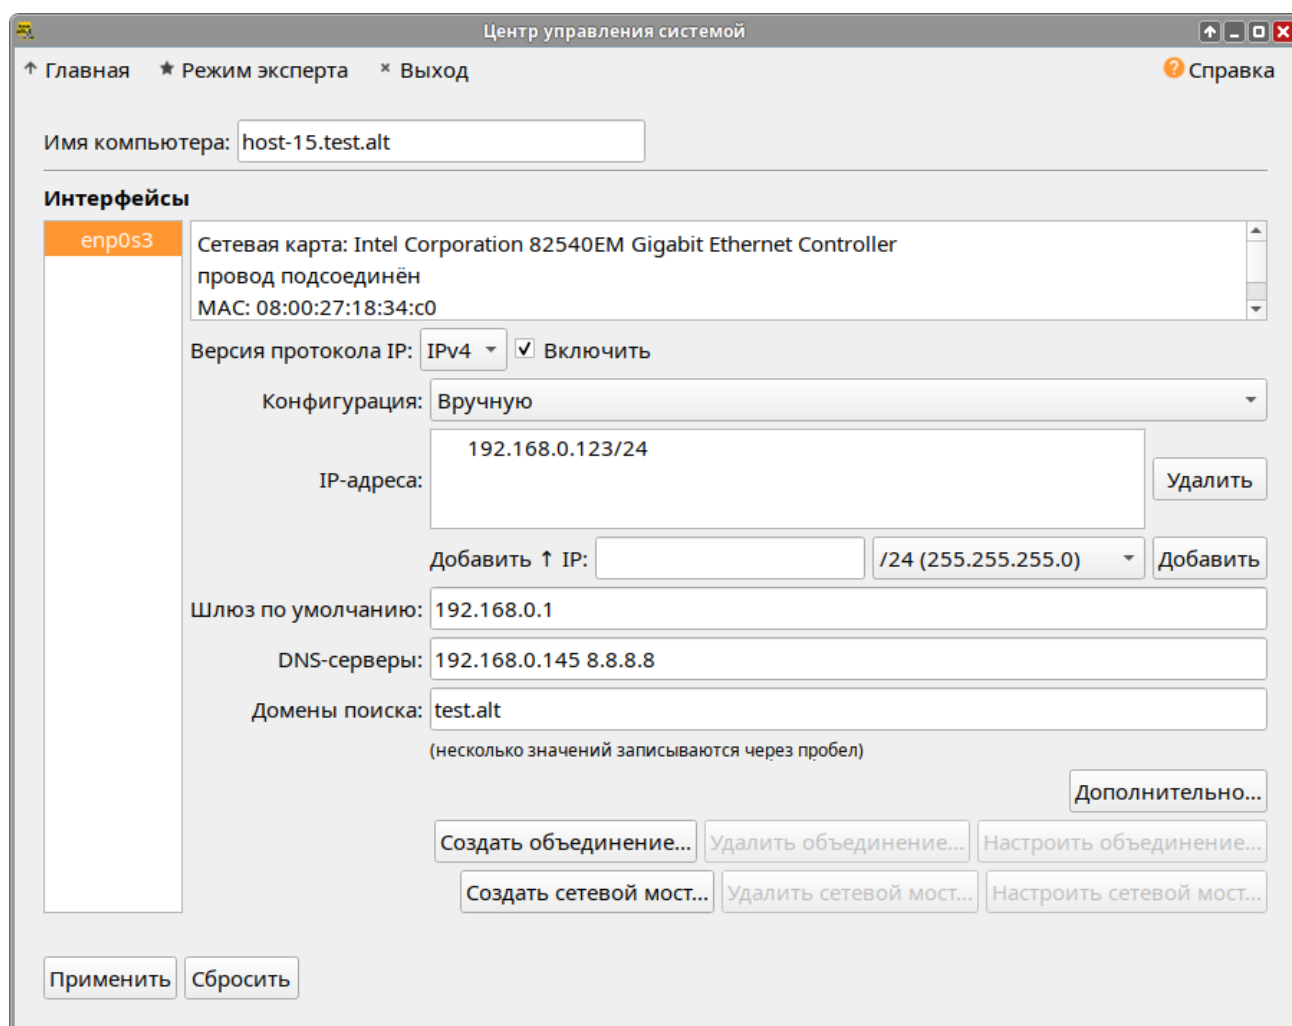 Центр управления системой
Главная Режим эксперта Выход Справка
Имя компьютера: host-15.test.alt
Интерфейсы
enp0s3
Сетевая карта: Intel Corporation 82540EM Gigabit Ethernet Controller
провод подсоединён
MAC: 08:00:27:18:34:c0
Версия протокола IP: IPv4 Включить
Конфигурация: Вручную
192.168.0.123/24
IP-адреса: Удалить
Добавить ↑ IP: /24 (255.255.255.0) Добавить
Шлюз по умолчанию: 192.168.0.1
DNS-серверы: 192.168.0.145 8.8.8.8
Домены поиска: test.alt
(несколько значений записываются через пробел)
Дополнительно...
Создать объединение... Удалить объединение... Настроить объединение...
Создать сетевой мост... Удалить сетевой мост... Настроить сетевой мост...
Применить Сбросить